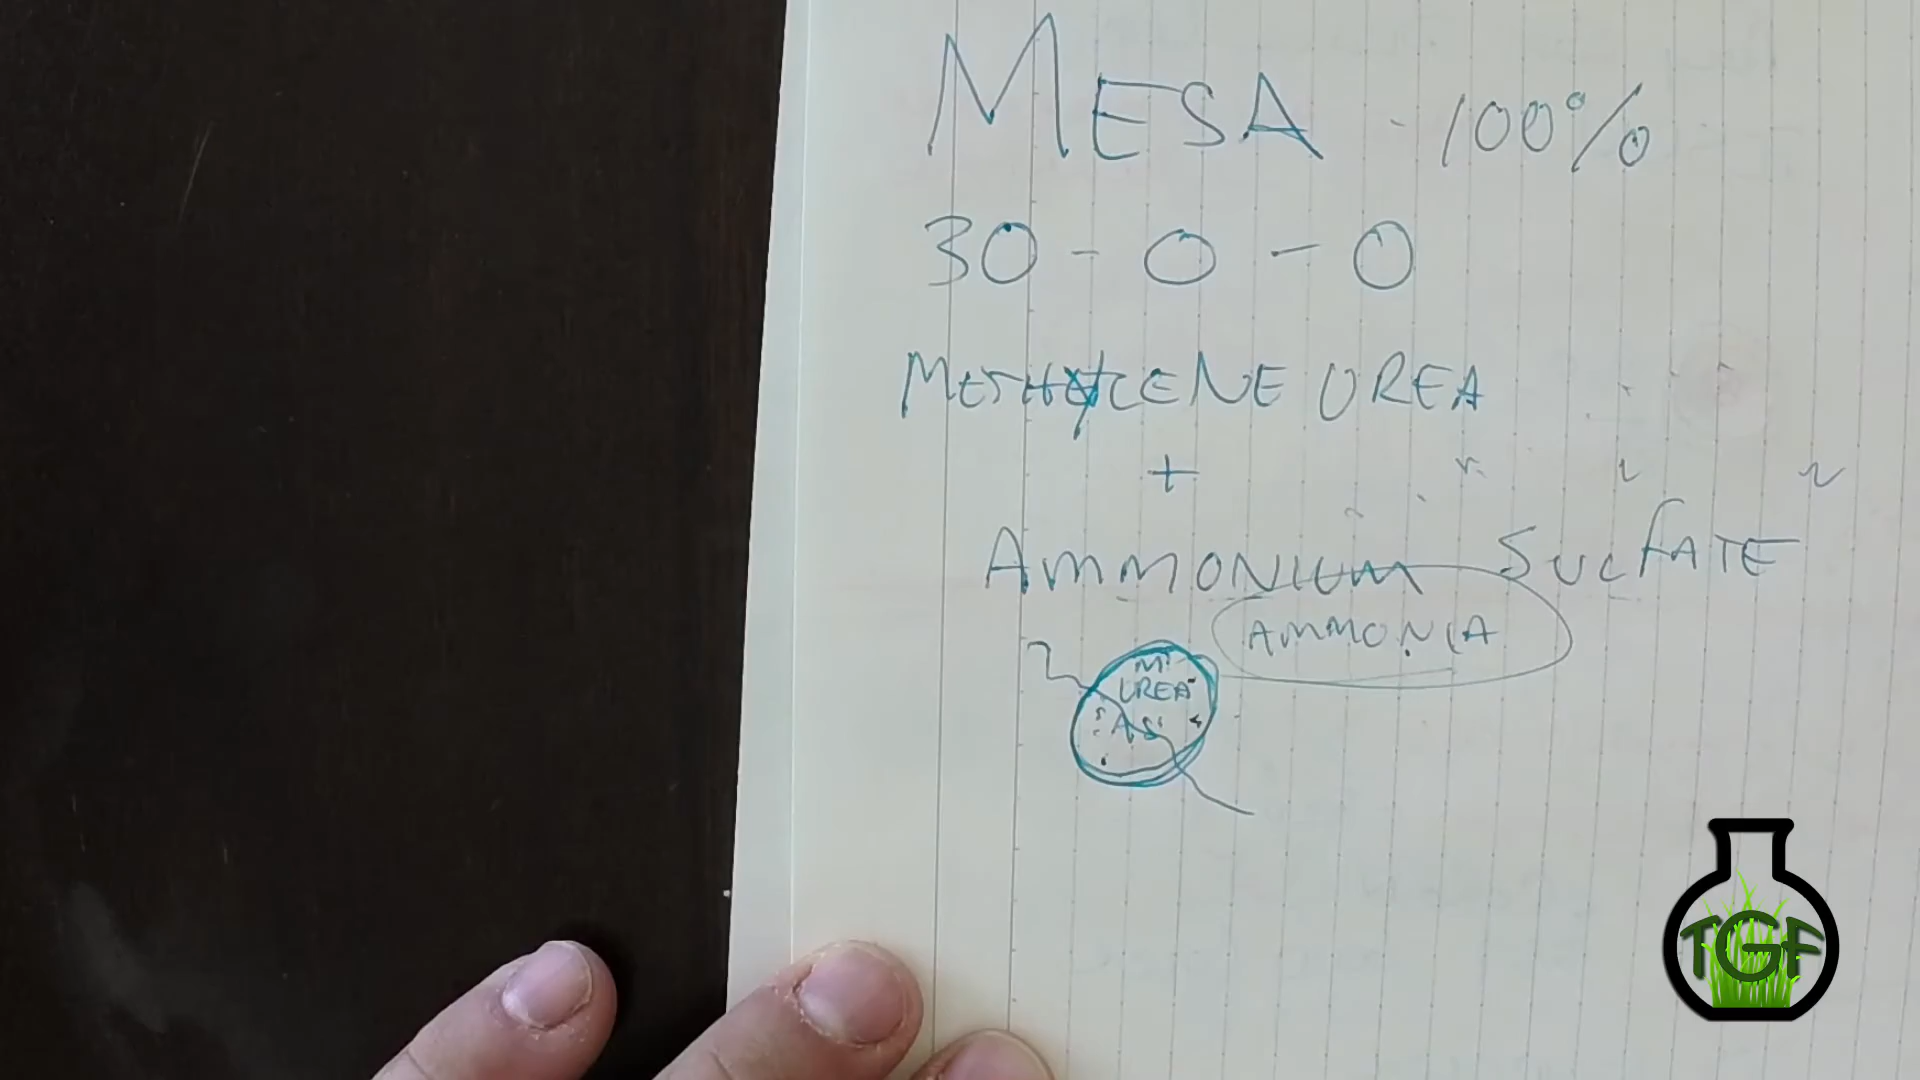 MESA - 100%
30 - 0 - 0
METHYLENE UREA
+
AMMONIUM SULFATE
AMMONIA
M
UREA
AS
TGF